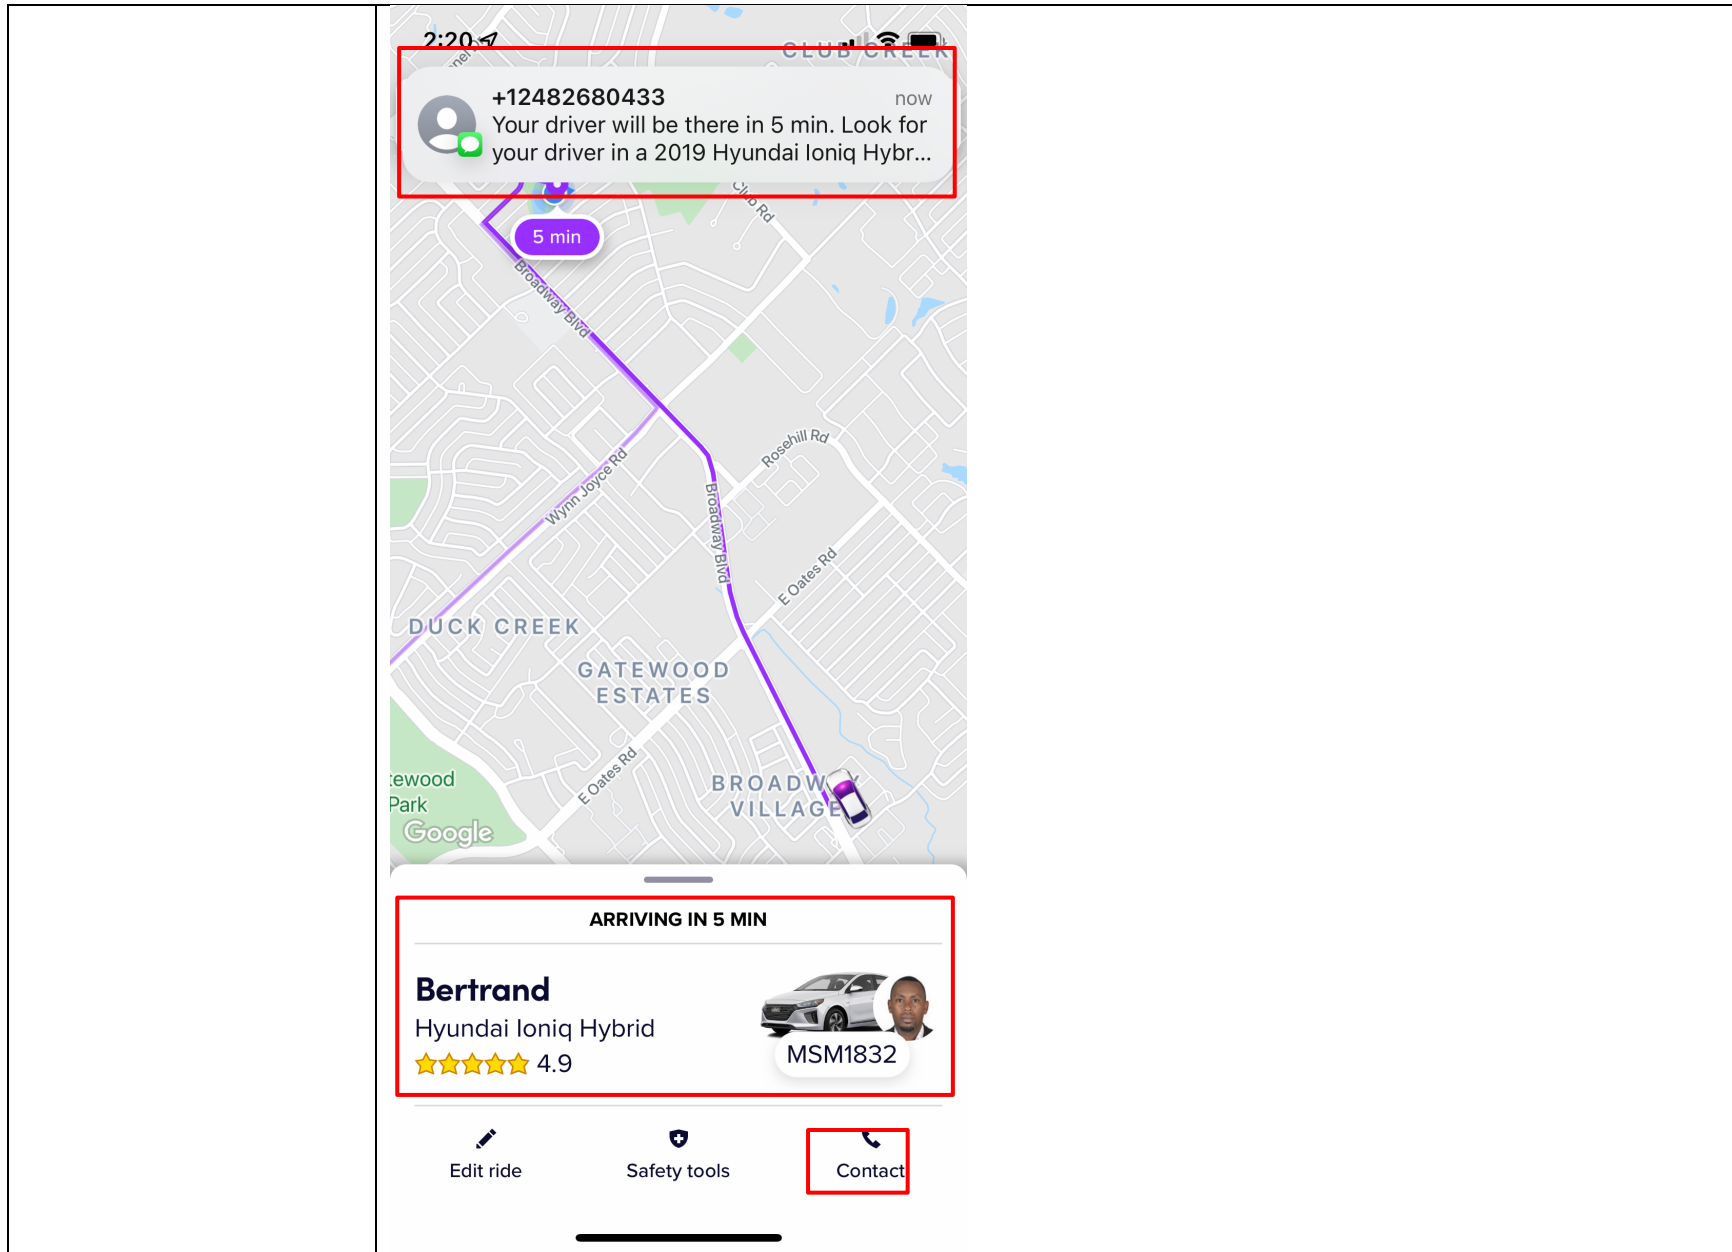 2:20
CLUB CREEK
+12482680433
now
Your driver will be there in 5 min. Look for
your driver in a 2019 Hyundai Ioniq Hybr...
Club Rd
5 min
Broadway Blvd
Rosehill Rd
Wynn Joyce Rd
Broadway Blvd
E Oates Rd
DUCK CREEK
GATEWOOD
ESTATES
E Oates Rd
BROADW Y
VILLAGE
tewood
Park
Google
ARRIVING IN 5 MIN
Bertrand
Hyundai Ioniq Hybrid
4.9
MSM1832
Edit ride
Safety tools
Contact